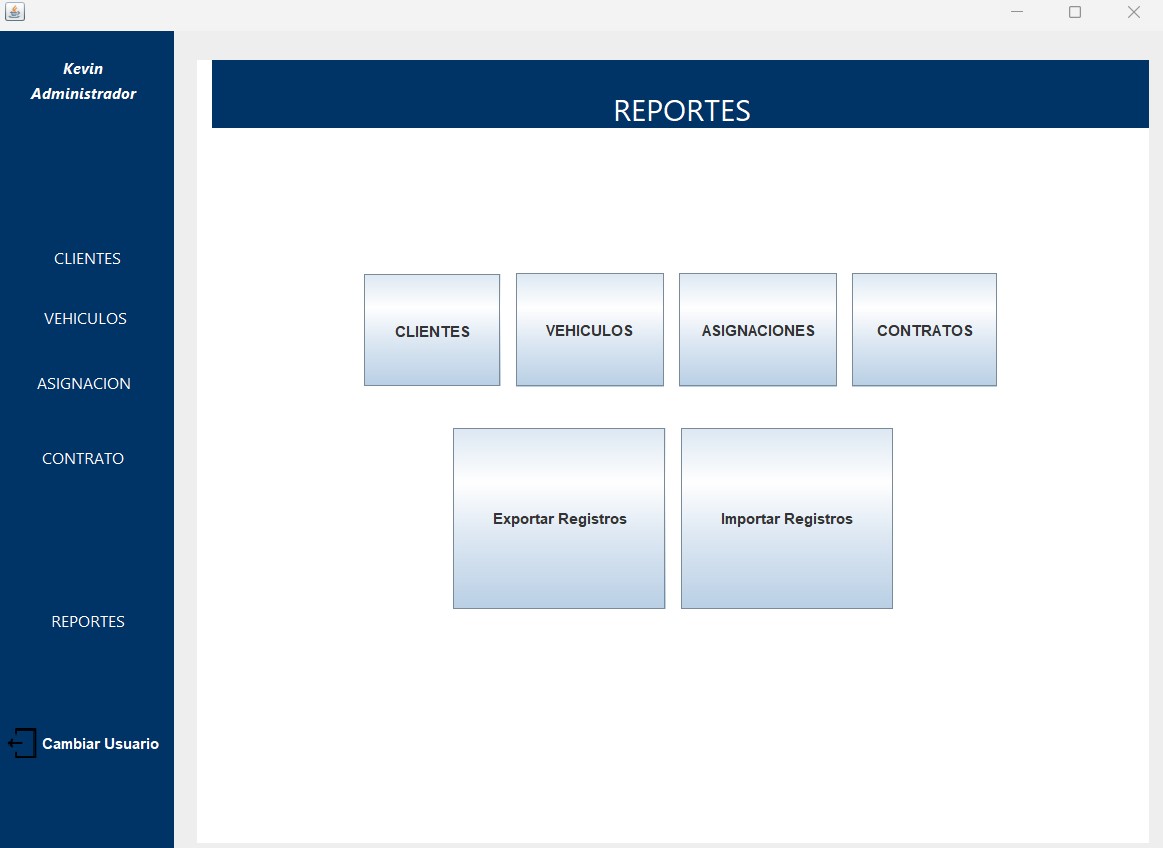 Kevin
Administrador
CLIENTES
VEHICULOS
ASIGNACION
CONTRATO
REPORTES
Cambiar Usuario
REPORTES
CLIENTES
VEHICULOS
ASIGNACIONES
CONTRATOS
Exportar Registros
Importar Registros